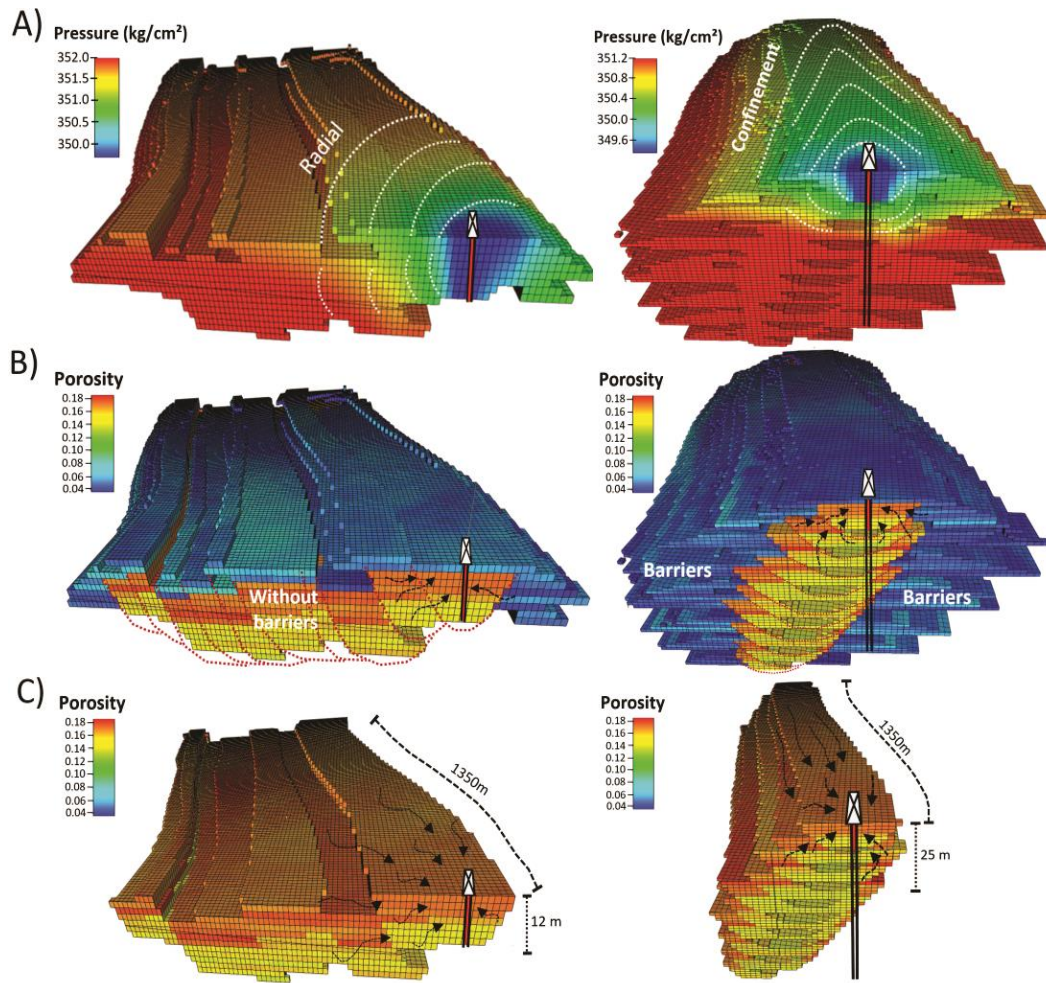 A)
Pressure (kg/cm²)
352.0
351.5
351.0
350.0
Radial
Pressure (kg/cm²)
351.2
350.8
350.0
349.6
Confinement
B)
Porosity
0.18
0.16
0.14
0.12
0.10
0.08
0.06
0.04
Without
barriers
Porosity
0.18
0.16
0.14
0.12
0.10
0.08
0.06
0.04
Barriers
Barriers
C)
Porosity
0.18
0.16
0.14
0.12
0.10
0.08
0.06
0.04
1350m
12 m
Porosity
0.18
0.16
0.14
0.12
0.10
0.08
0.06
0.04
1350m
25 m